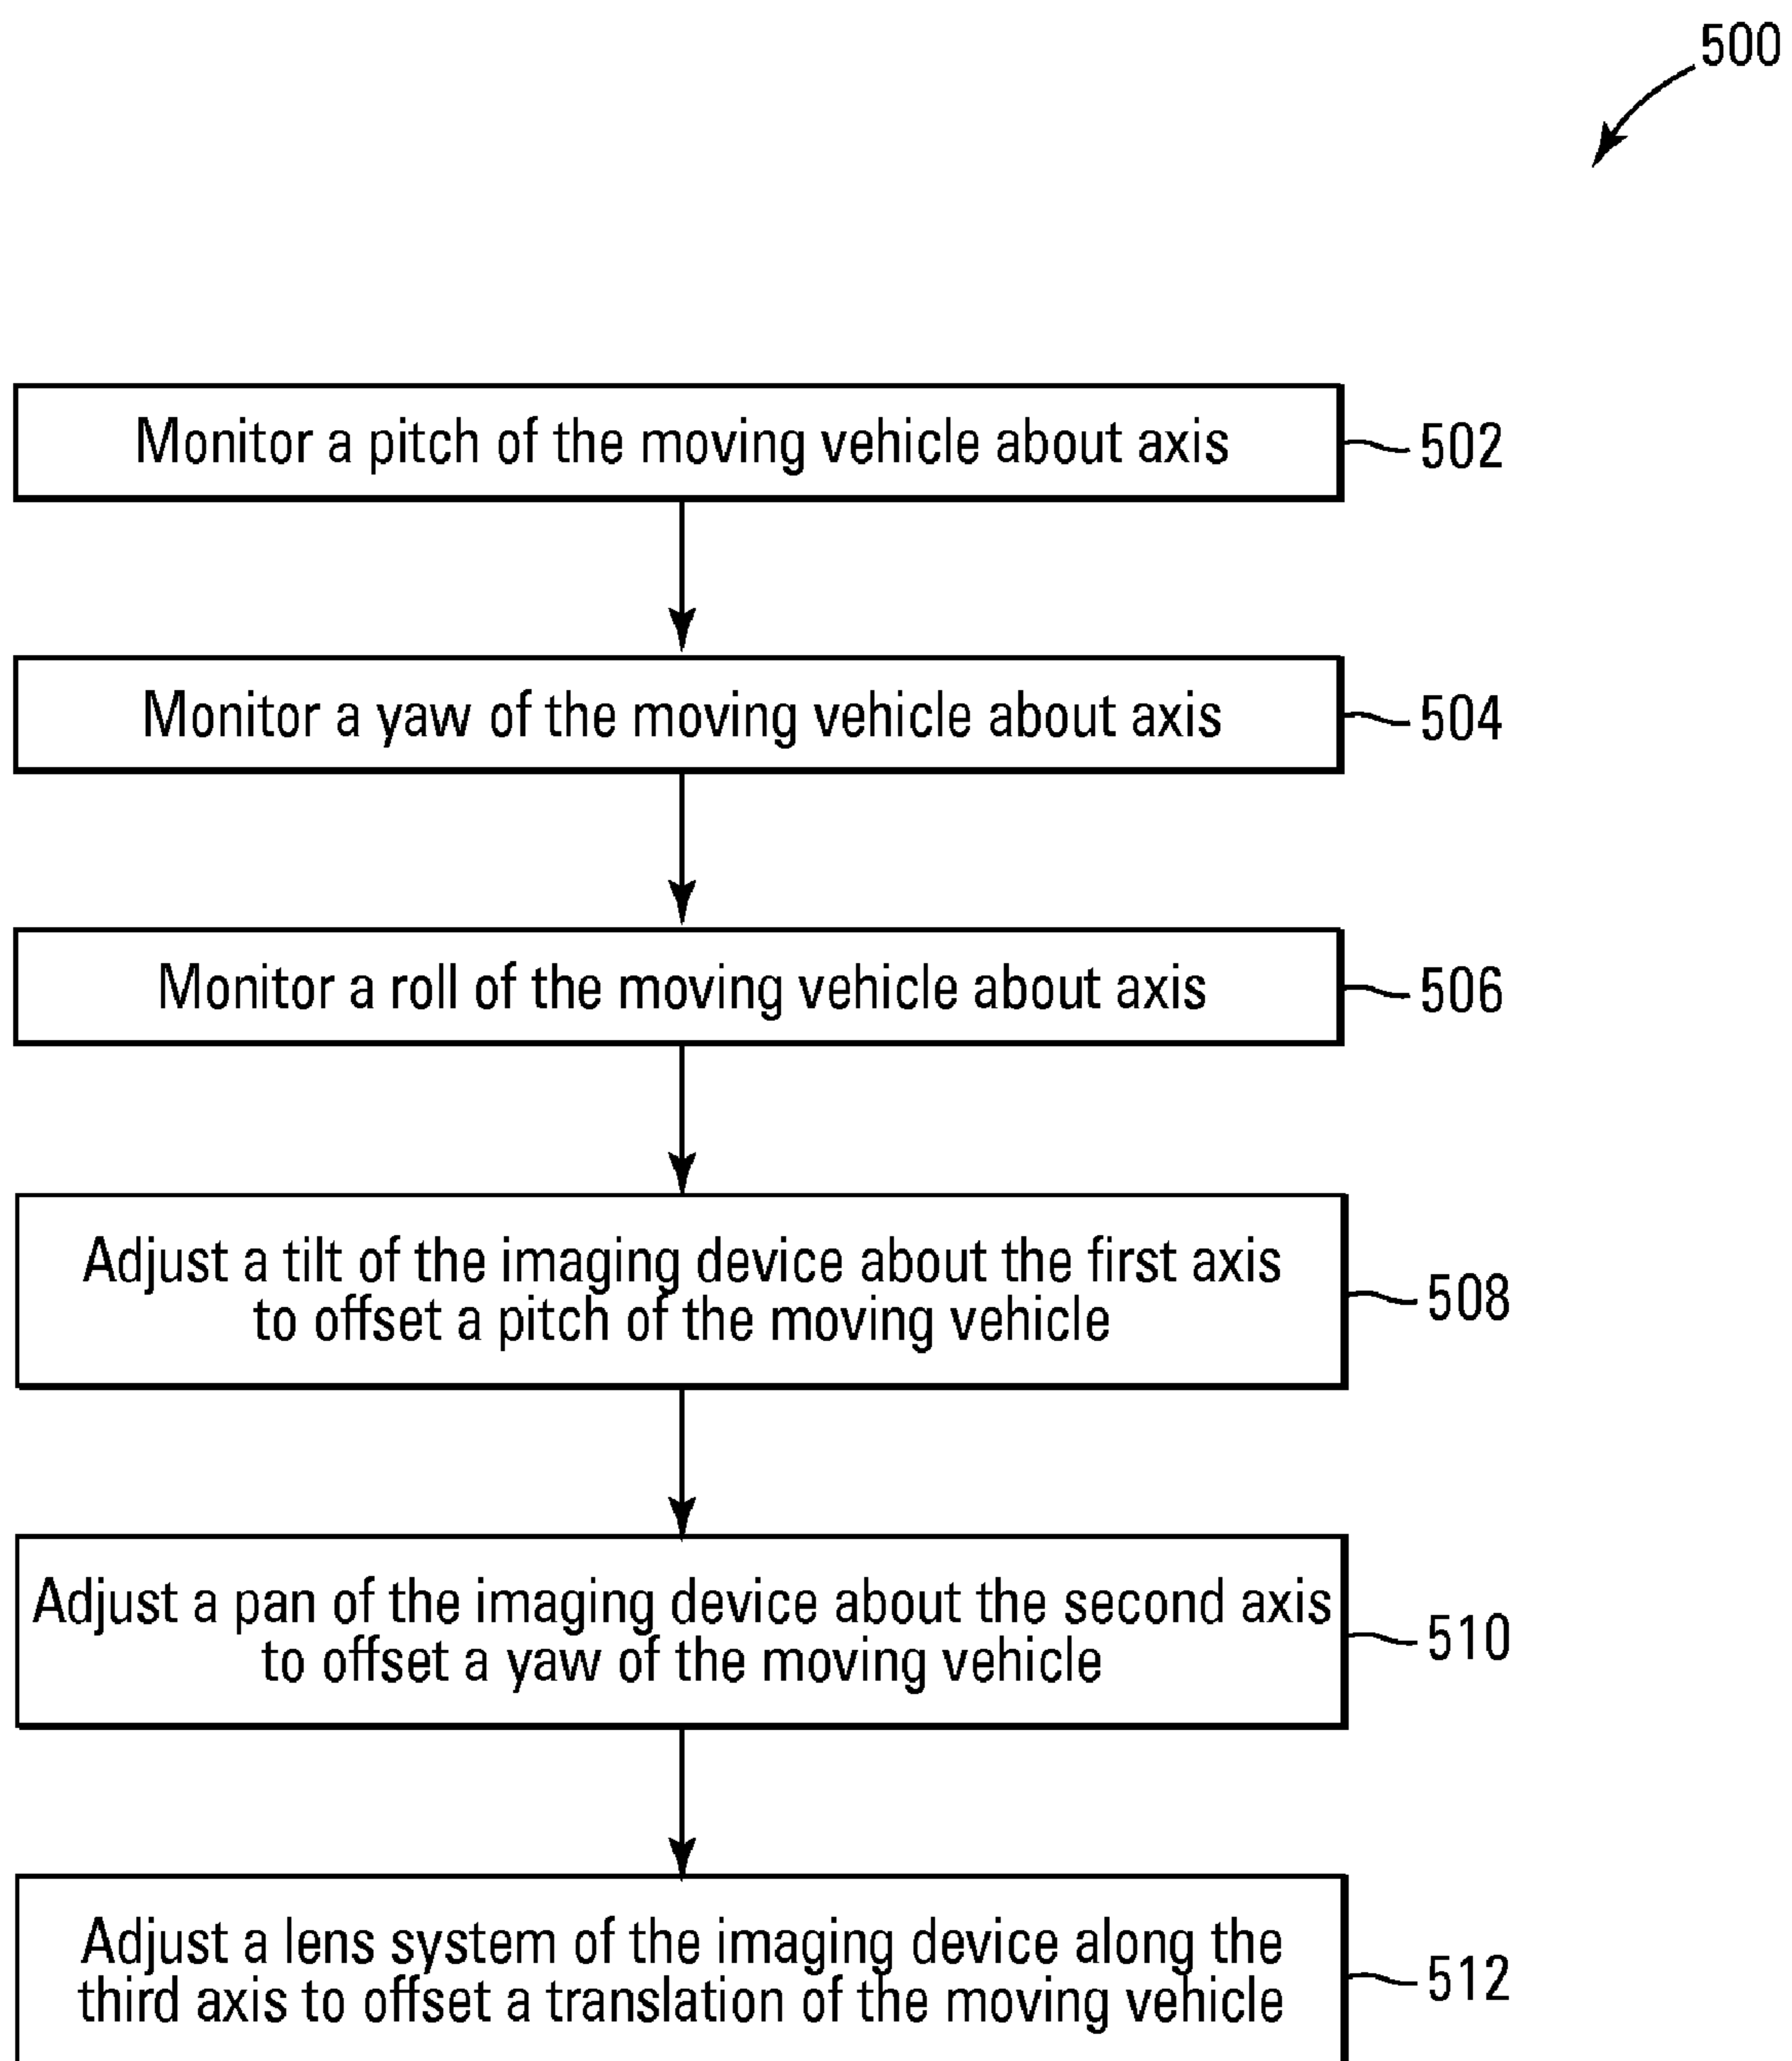 500
Monitor a pitch of the moving vehicle about axis
502
Monitor a yaw of the moving vehicle about axis
504
Monitor a roll of the moving vehicle about axis
506
Adjust a tilt of the imaging device about the first axis
to offset a pitch of the moving vehicle
508
Adjust a pan of the imaging device about the second axis
to offset a yaw of the moving vehicle
510
Adjust a lens system of the imaging device along the
third axis to offset a translation of the moving vehicle
512